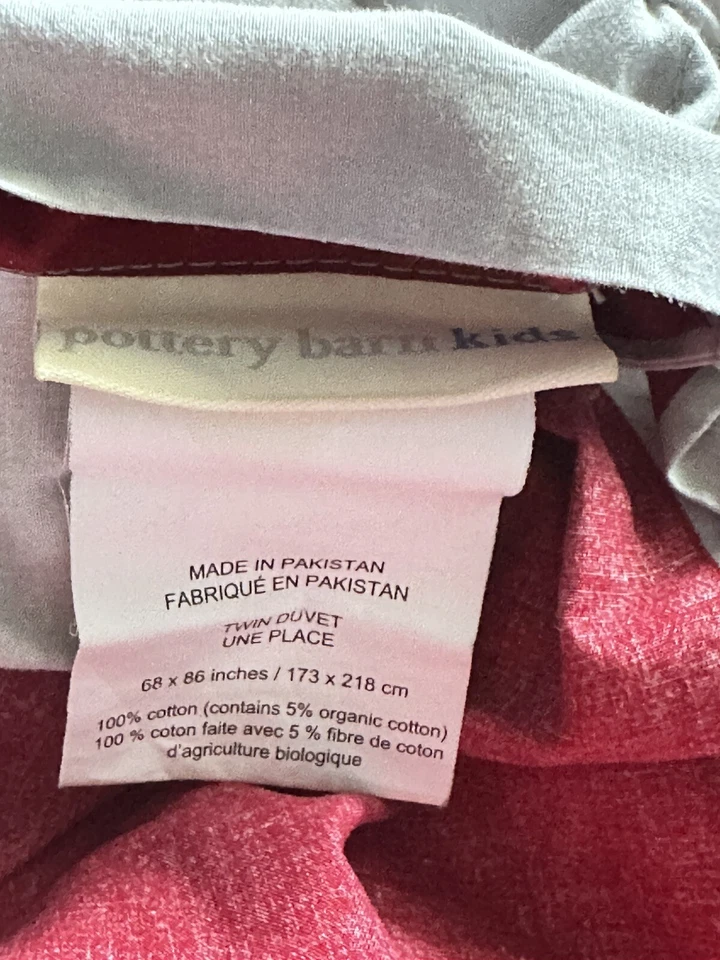 pottery barn kids
MADE IN PAKISTAN
FABRIQUÉ EN PAKISTAN
TWIN DUVET
UNE PLACE
68 x 86 inches / 173 x 218 cm
100% cotton (contains 5% organic cotton)
100 % coton faite avec 5 % fibre de coton
d'agriculture biologique